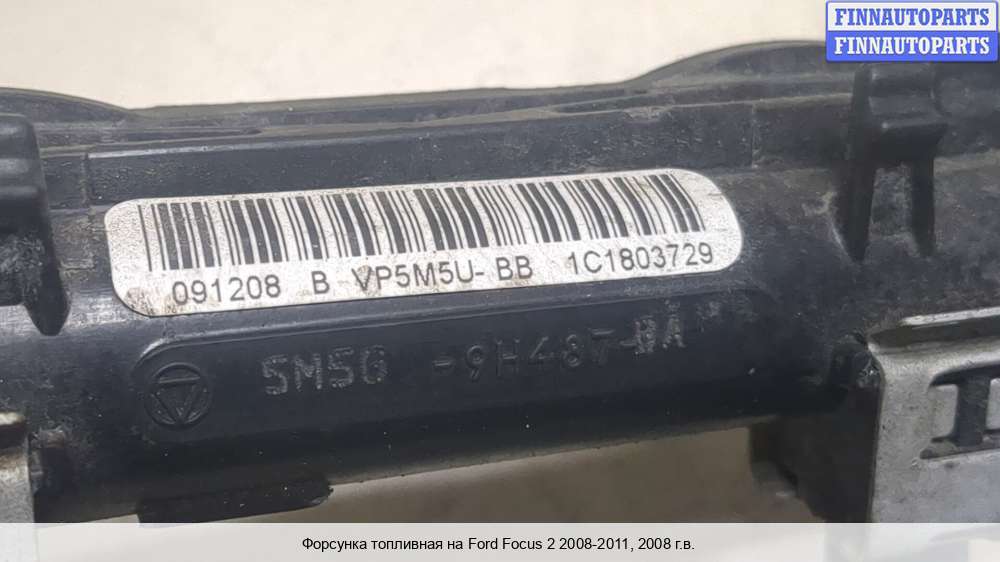 FINNAUTOPARTS
FINNAUTOPARTS
091208 B VP5M5U-BB 1C1803729
5M5G -9H487-BA
Форсунка топливная на Ford Focus 2 2008-2011, 2008 г.в.